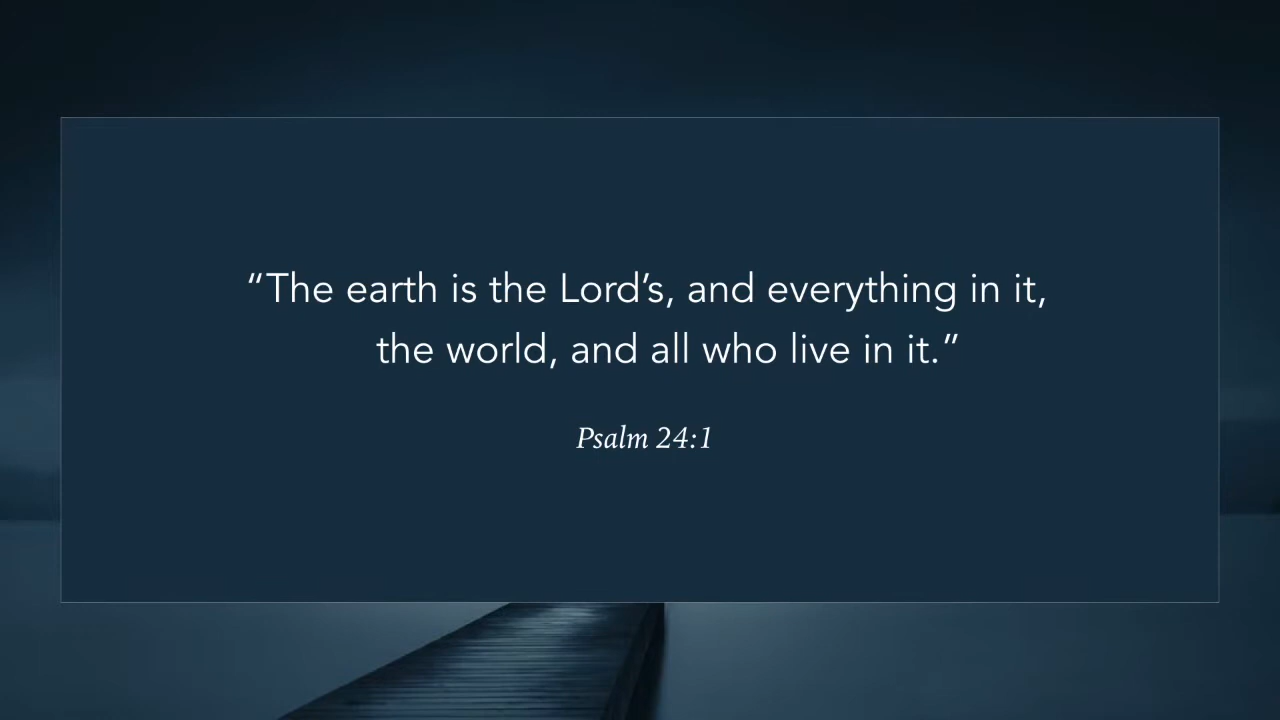 “The earth is the Lord’s, and everything in it,
the world, and all who live in it.”
Psalm 24:1